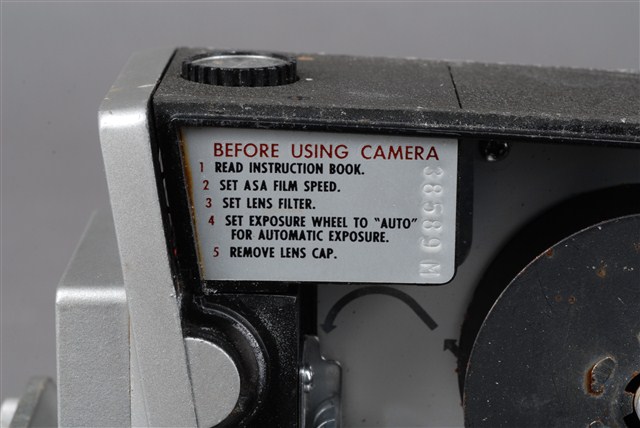 BEFORE USING CAMERA
1 READ INSTRUCTION BOOK.
2 SET ASA FILM SPEED.
3 SET LENS FILTER.
4 SET EXPOSURE WHEEL TO "AUTO"
FOR AUTOMATIC EXPOSURE.
5 REMOVE LENS CAP.
38589 M